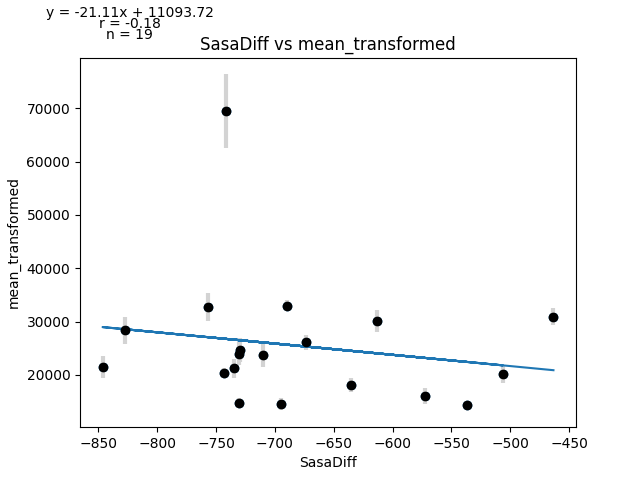 y = -21.11x + 11093.72
r = -0.18
n = 19
SasaDiff vs mean_transformed
70000
60000
50000
40000
30000
20000
mean_transformed
−850 −800 −750 −700 −650 −600 −550 −500 −450
SasaDiff